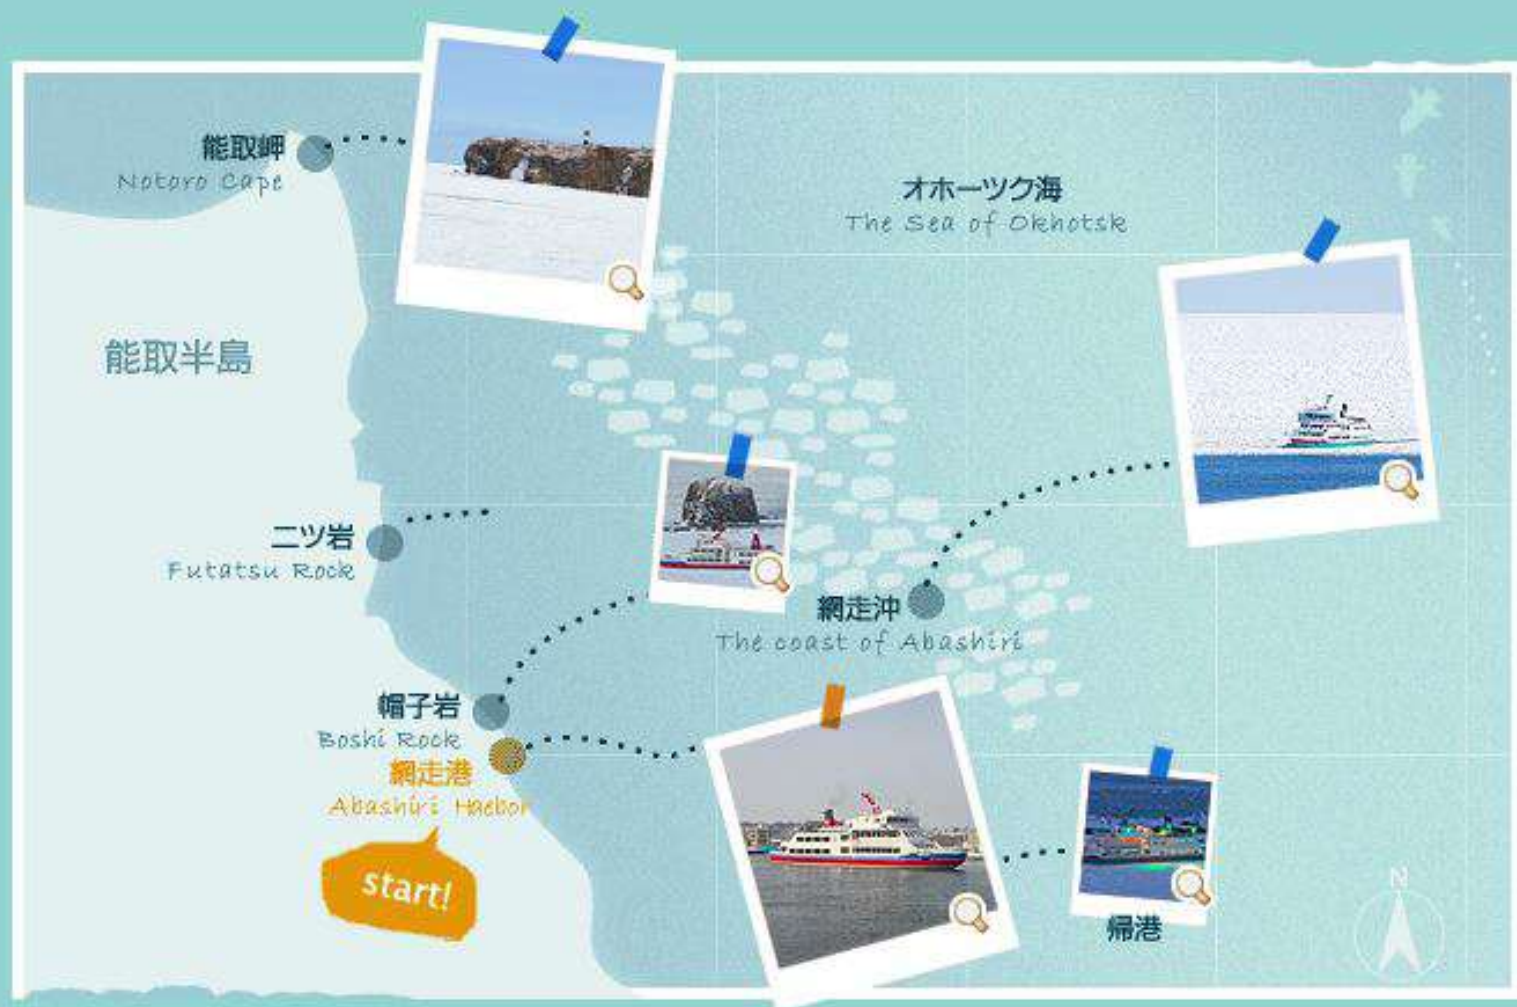 能取岬
Notoro Cape
オホーツク海
The Sea of Okhotsk
能取半島
二ツ岩
Futatsu Rock
網走沖
The coast of Abashiri
帽子岩
Boshi Rock
網走港
Abashiri Haebor
start!
帰港
N